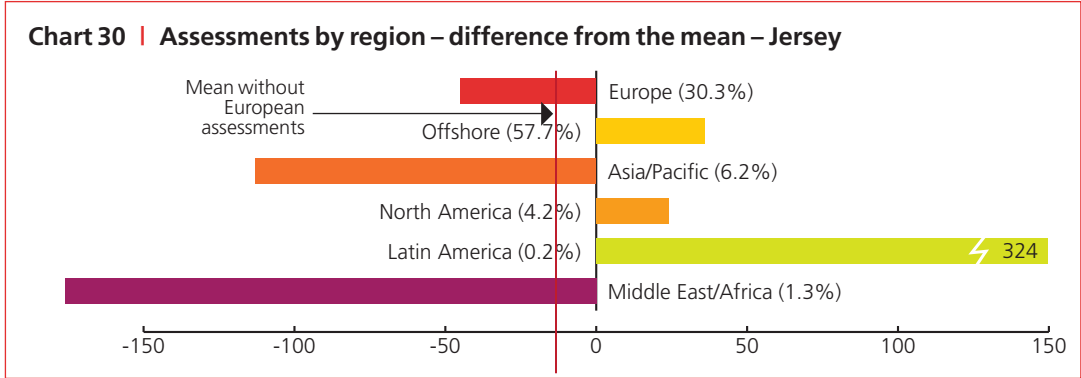 Chart 30 | Assessments by region – difference from the mean – Jersey
Mean without
European
assessments
Europe (30.3%)
Offshore (57.7%)
Asia/Pacific (6.2%)
North America (4.2%)
Latin America (0.2%)
324
Middle East/Africa (1.3%)
-150 -100 -50 0 50 100 150